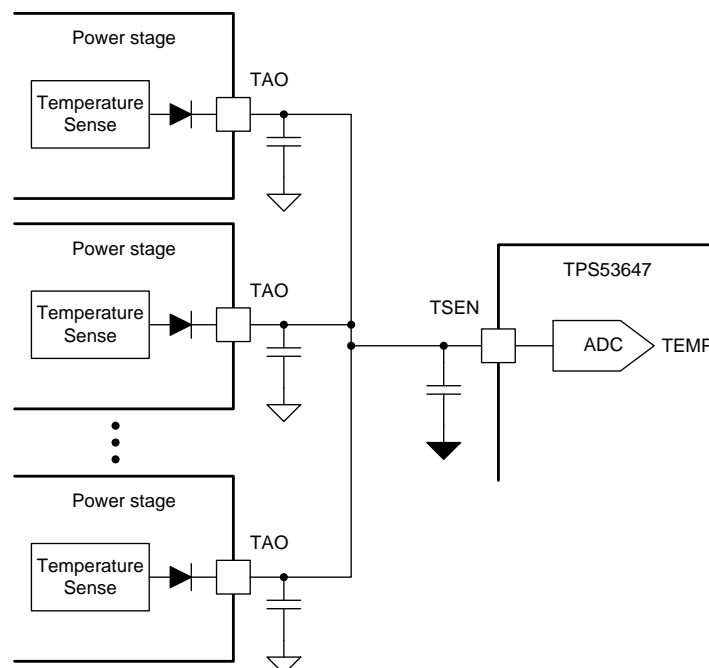 Power stage
TAO
Temperature
Sense
Power stage
TAO
Temperature
Sense
TPS53647
TSEN
ADC
TEMP
Power stage
TAO
Temperature
Sense